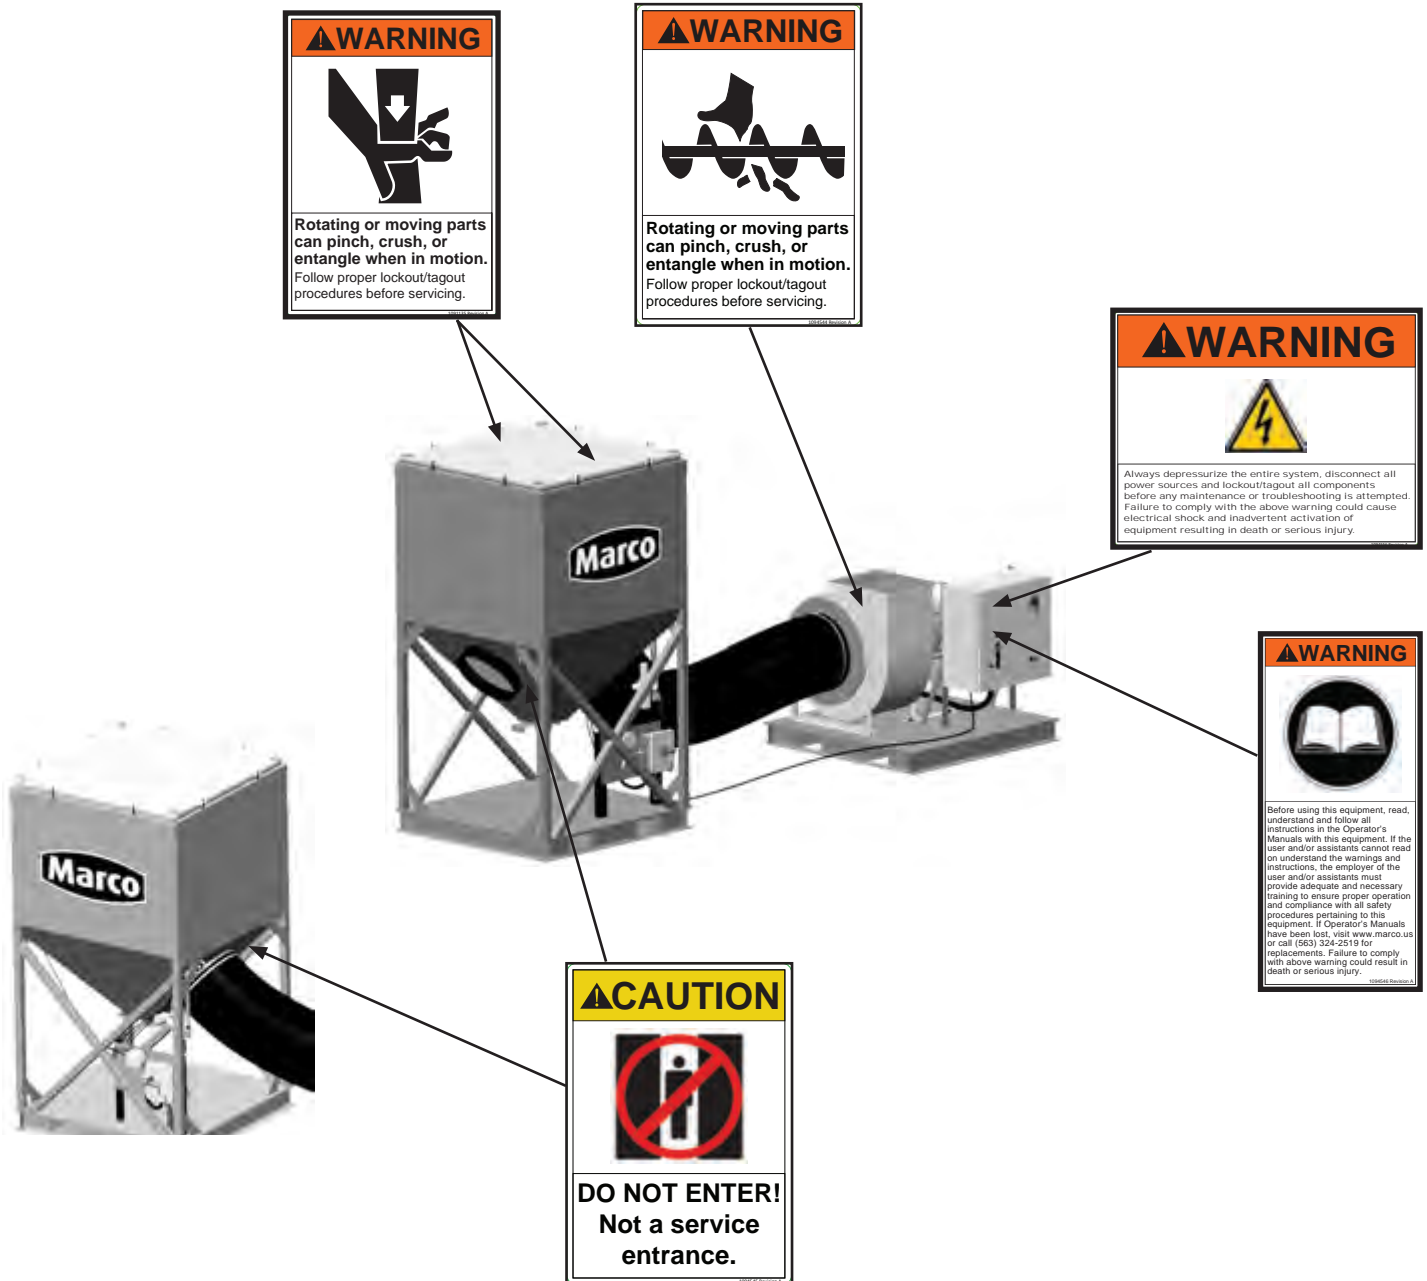 WARNING
Rotating or moving parts
can pinch, crush, or
entangle when in motion.
Follow proper lockout/tagout
procedures before servicing.
WARNING
Rotating or moving parts
can pinch, crush, or
entangle when in motion.
Follow proper lockout/tagout
procedures before servicing.
1094544 Revision A
WARNING
Always depressurize the entire system, disconnect all
power sources and lockout/tagout all components
before any maintenance or troubleshooting is attempted.
Failure to comply with the above warning could cause
electrical shock and inadvertent activation of
equipment resulting in death or serious injury.
Marco
WARNING
Before using this equipment, read,
understand and follow all
instructions in the Operator's
Manuals with this equipment. If the
user and/or assistants cannot read
on understand the warnings and
instructions, the employer of the
user and/or assistants must
provide adequate and necessary
training to ensure proper operation
and compliance with all safety
procedures pertaining to this
equipment. If Operator's Manuals
have been lost, visit www.marco.us
or call (563) 324-2519 for
replacements. Failure to comply
with above warning could result in
death or serious injury.
1094546 Revision A
Marco
CAUTION
DO NOT ENTER!
Not a service
entrance.